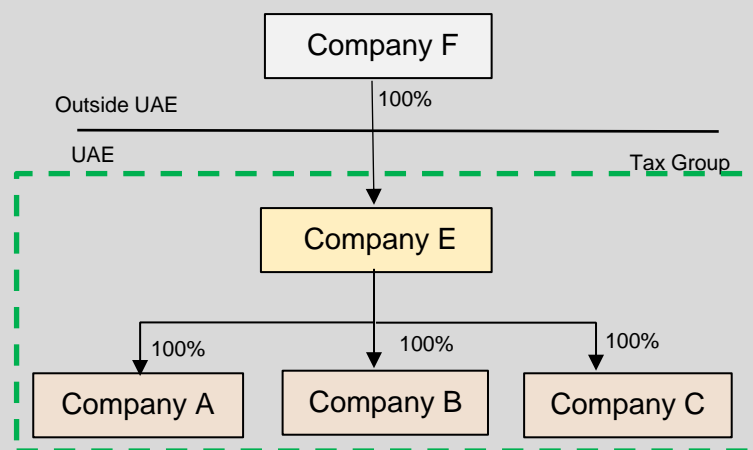 Company F
100%
Outside UAE
UAE
Tax Group
Company E
100%
100%
100%
Company A
Company B
Company C